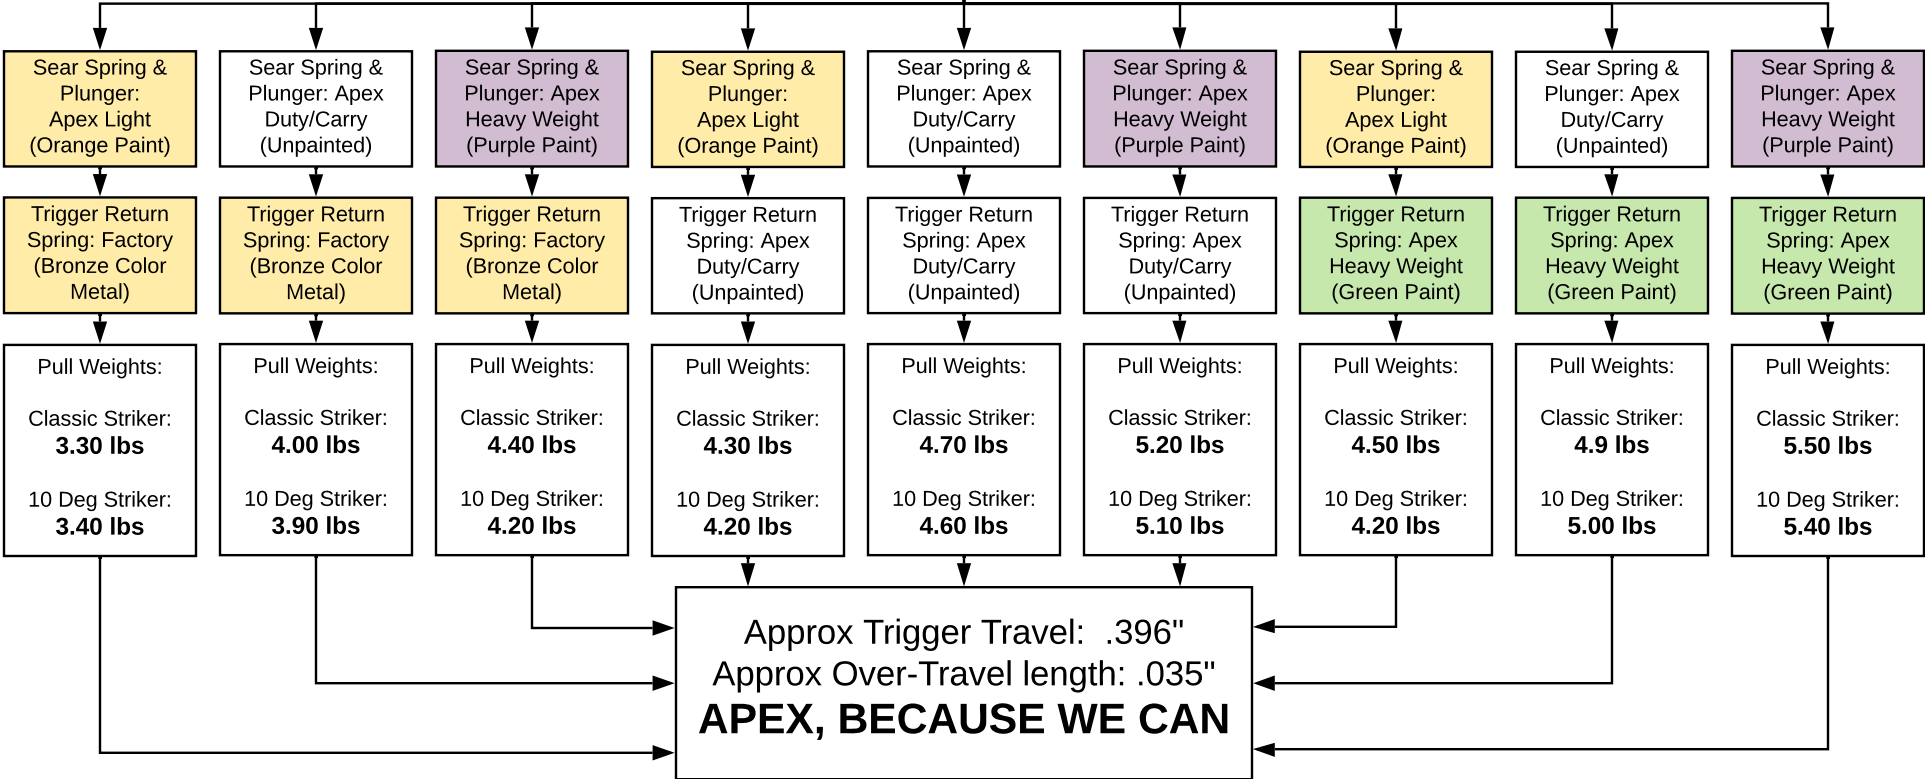 Sear Spring &
Plunger:
Apex Light
(Orange Paint)
Sear Spring &
Plunger: Apex
Duty/Carry
(Unpainted)
Sear Spring &
Plunger: Apex
Heavy Weight
(Purple Paint)
Sear Spring &
Plunger:
Apex Light
(Orange Paint)
Sear Spring &
Plunger: Apex
Duty/Carry
(Unpainted)
Sear Spring &
Plunger: Apex
Heavy Weight
(Purple Paint)
Sear Spring &
Plunger:
Apex Light
(Orange Paint)
Sear Spring &
Plunger: Apex
Duty/Carry
(Unpainted)
Sear Spring &
Plunger: Apex
Heavy Weight
(Purple Paint)
Trigger Return
Spring: Factory
(Bronze Color
Metal)
Trigger Return
Spring: Factory
(Bronze Color
Metal)
Trigger Return
Spring: Factory
(Bronze Color
Metal)
Trigger Return
Spring: Apex
Duty/Carry
(Unpainted)
Trigger Return
Spring: Apex
Duty/Carry
(Unpainted)
Trigger Return
Spring: Apex
Duty/Carry
(Unpainted)
Trigger Return
Spring: Apex
Heavy Weight
(Green Paint)
Trigger Return
Spring: Apex
Heavy Weight
(Green Paint)
Trigger Return
Spring: Apex
Heavy Weight
(Green Paint)
Pull Weights:
Classic Striker:
3.30 lbs
10 Deg Striker:
3.40 lbs
Pull Weights:
Classic Striker:
4.00 lbs
10 Deg Striker:
3.90 lbs
Pull Weights:
Classic Striker:
4.40 lbs
10 Deg Striker:
4.20 lbs
Pull Weights:
Classic Striker:
4.30 lbs
10 Deg Striker:
4.20 lbs
Pull Weights:
Classic Striker:
4.70 lbs
10 Deg Striker:
4.60 lbs
Pull Weights:
Classic Striker:
5.20 lbs
10 Deg Striker:
5.10 lbs
Pull Weights:
Classic Striker:
4.50 lbs
10 Deg Striker:
4.20 lbs
Pull Weights:
Classic Striker:
4.9 lbs
10 Deg Striker:
5.00 lbs
Pull Weights:
Classic Striker:
5.50 lbs
10 Deg Striker:
5.40 lbs
Approx Trigger Travel: .396"
Approx Over-Travel length: .035"
APEX, BECAUSE WE CAN